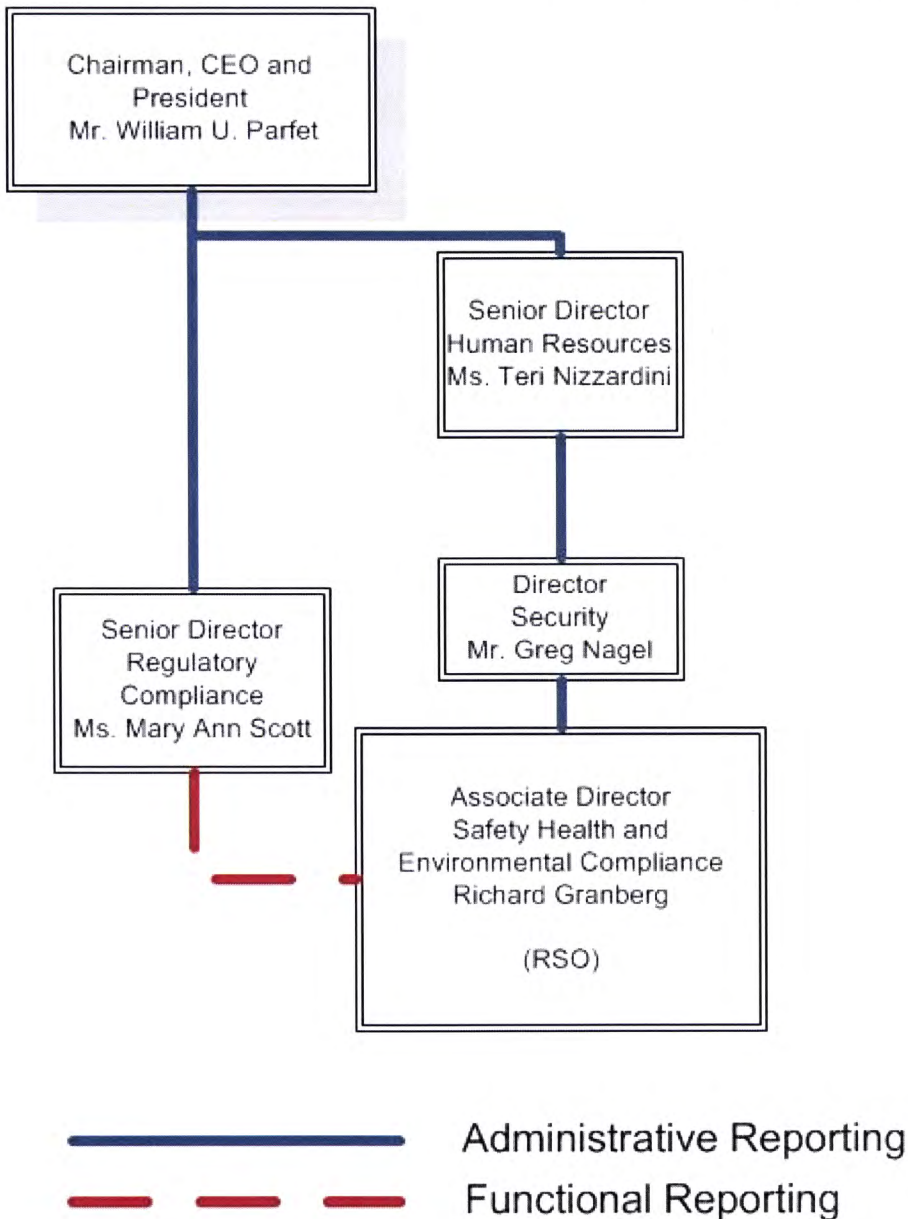 Chairman, CEO and
President
Mr. William U. Parfet
Senior Director
Human Resources
Ms. Teri Nizzardini
Director
Security
Mr. Greg Nagel
Senior Director
Regulatory
Compliance
Ms. Mary Ann Scott
Associate Director
Safety Health and
Environmental Compliance
Richard Granberg
(RSO)
Administrative Reporting
Functional Reporting